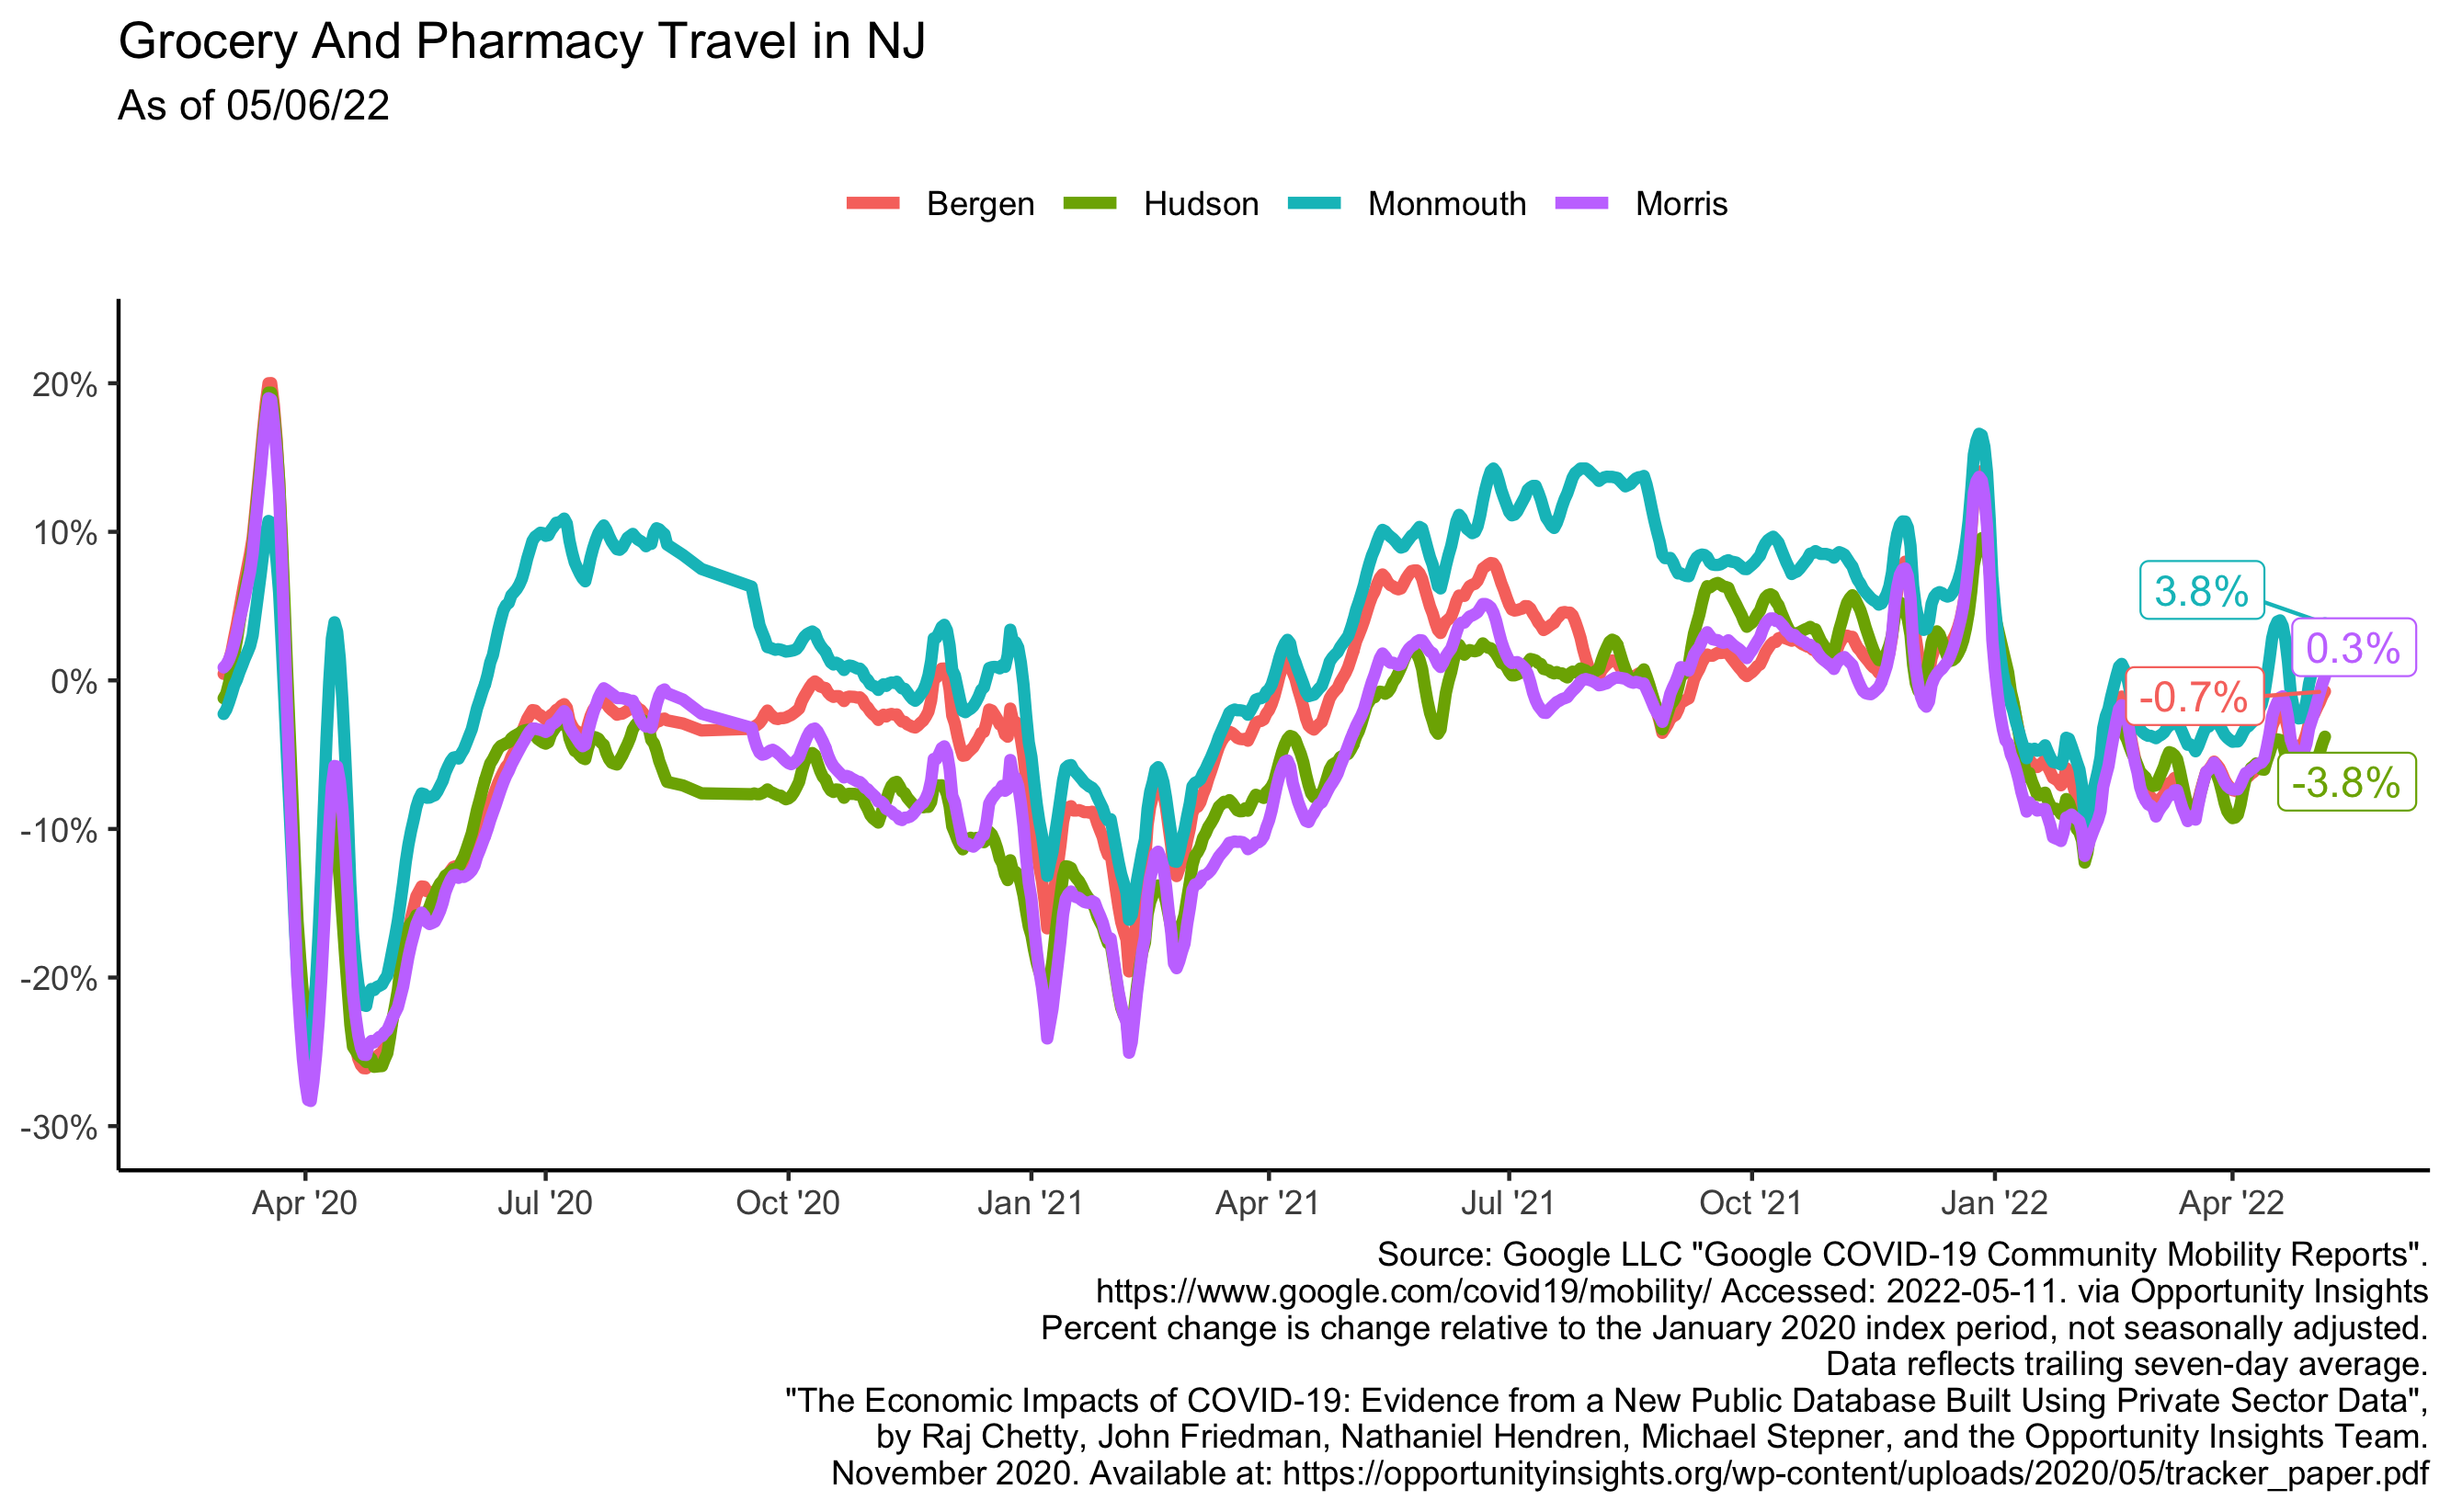 Grocery And Pharmacy Travel in NJ
As of 05/06/22
Bergen Hudson Monmouth Morris
20%
10%
0%
-10%
-20%
-30%
3.8%
0.3%
-0.7%
-3.8%
Apr '20 Jul '20 Oct '20 Jan '21 Apr '21 Jul '21 Oct '21 Jan '22 Apr '22
Source: Google LLC "Google COVID-19 Community Mobility Reports".
https://www.google.com/covid19/mobility/ Accessed: 2022-05-11. via Opportunity Insights
Percent change is change relative to the January 2020 index period, not seasonally adjusted.
Data reflects trailing seven-day average.
"The Economic Impacts of COVID-19: Evidence from a New Public Database Built Using Private Sector Data",
by Raj Chetty, John Friedman, Nathaniel Hendren, Michael Stepner, and the Opportunity Insights Team.
November 2020. Available at: https://opportunityinsights.org/wp-content/uploads/2020/05/tracker_paper.pdf